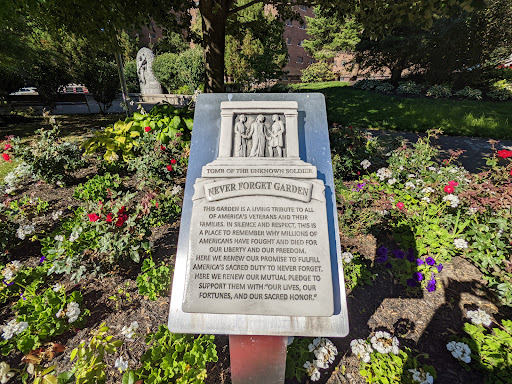 TOMB OF THE UNKNOWN SOLDIER
NEVER FORGET GARDEN
THIS GARDEN IS A LIVING TRIBUTE TO ALL
OF AMERICA'S VETERANS AND THEIR
FAMILIES. IN SILENCE AND RESPECT, THIS IS
A PLACE TO REMEMBER WHY MILLIONS OF
AMERICANS HAVE FOUGHT AND DIED FOR
OUR LIBERTY AND OUR FREEDOM.
HERE WE RENEW OUR PROMISE TO FULFILL
AMERICA'S SACRED DUTY TO NEVER FORGET.
HERE WE RENEW OUR MUTUAL PLEDGE TO
SUPPORT THEM WITH "OUR LIVES, OUR
FORTUNES, AND OUR SACRED HONOR."